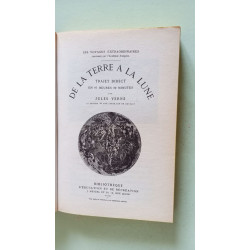 LES VOYAGES EXTRAORDINAIRES
DE LA TERRE A LA LUNE
TRAJET DIRECT
EN 97 HEURES 20 MINUTES
PAR
JULES VERNE
BIBLIOTHÈQUE
D'ÉDUCATION ET DE RÉCRÉATION